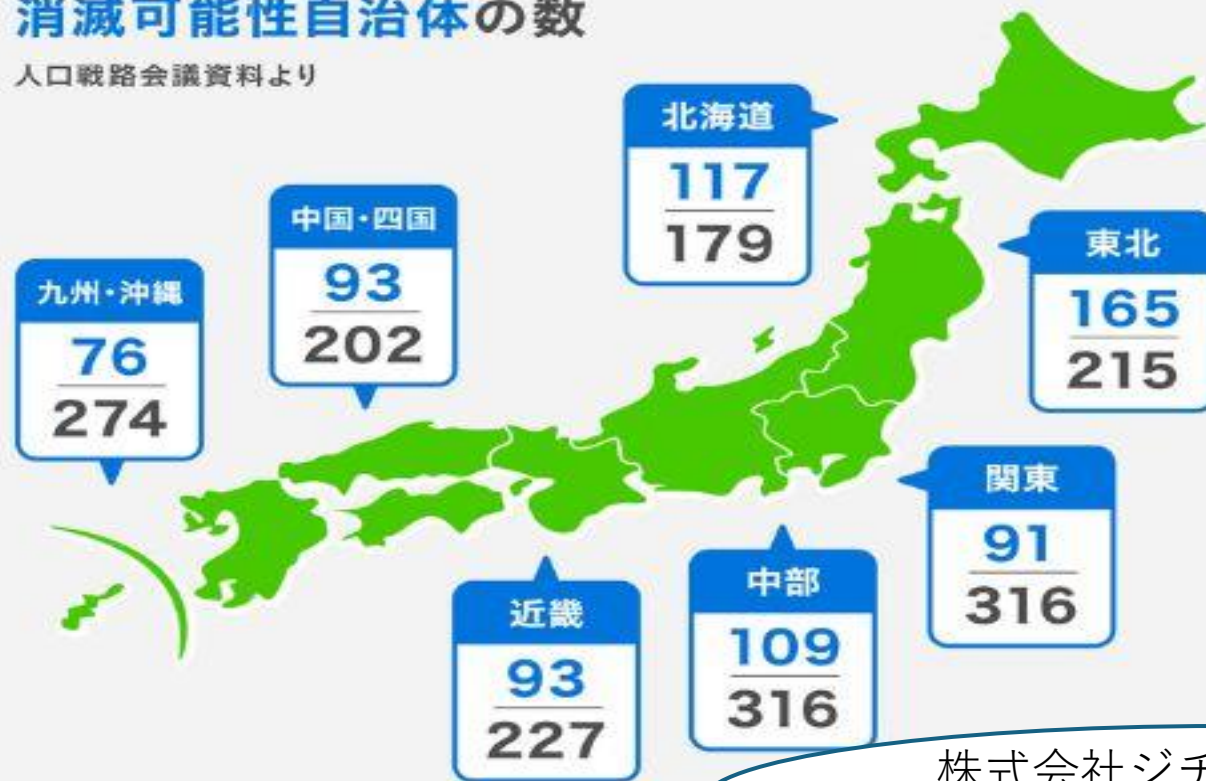 消滅可能性自治体の数
人口戦略会議資料より
北海道
117
179
中国・四国
93
202
東北
165
215
九州・沖縄
76
274
関東
91
316
中部
109
316
近畿
93
227
株式会社ジチ